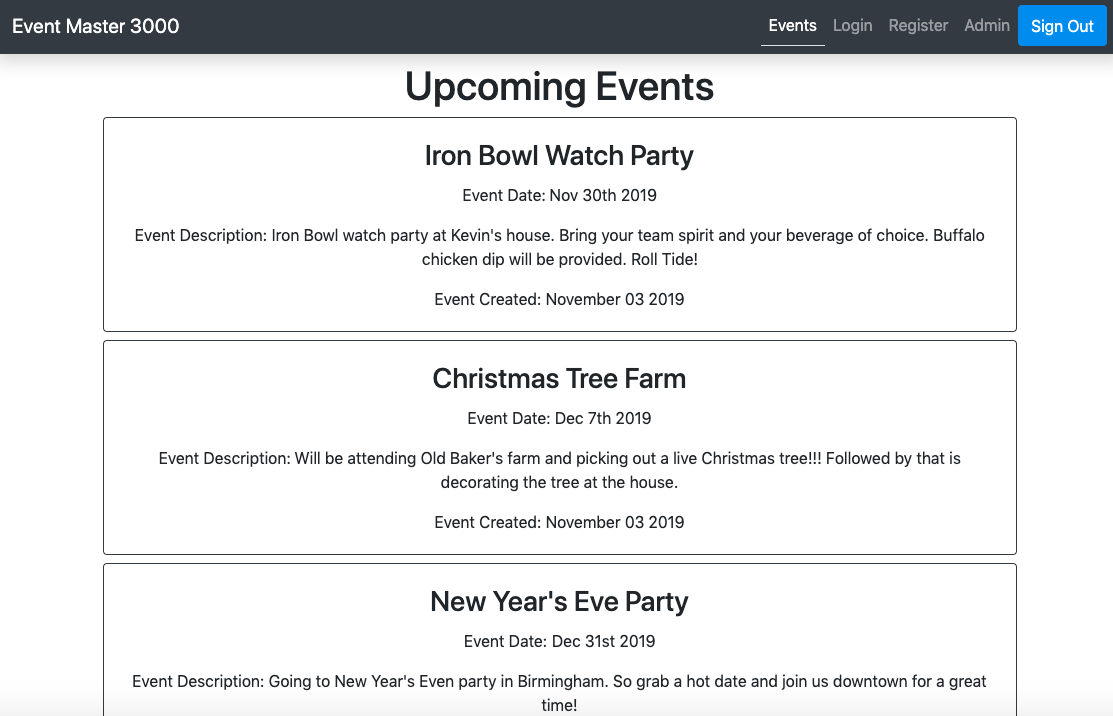 Event Master 3000
Events Login Register Admin Sign Out
Upcoming Events
Iron Bowl Watch Party
Event Date: Nov 30th 2019
Event Description: Iron Bowl watch party at Kevin's house. Bring your team spirit and your beverage of choice. Buffalo
chicken dip will be provided. Roll Tide!
Event Created: November 03 2019
Christmas Tree Farm
Event Date: Dec 7th 2019
Event Description: Will be attending Old Baker's farm and picking out a live Christmas tree!!! Followed by that is
decorating the tree at the house.
Event Created: November 03 2019
New Year's Eve Party
Event Date: Dec 31st 2019
Event Description: Going to New Year's Even party in Birmingham. So grab a hot date and join us downtown for a great
time!